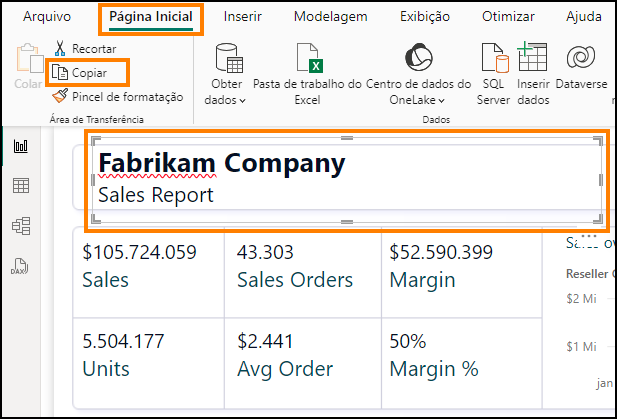 Arquivo Página Inicial Inserir Modelagem Exibição Otimizar Ajuda
Colar
Recortar
Copiar
Pincel de formatação
Área de Transferência
Obter dados
Pasta de trabalho do Excel
Centro de dados do OneLake
SQL Server
Inserir dados
Dataverse
Dados
Fabrikam Company
Sales Report
$105.724.059 43.303 $52.590.399
Sales Sales Orders Margin
5.504.177 $2.441 50%
Units Avg Order Margin %
DAX
Sales ov
Reseller C
$2 Mi
$1 Mi
jan